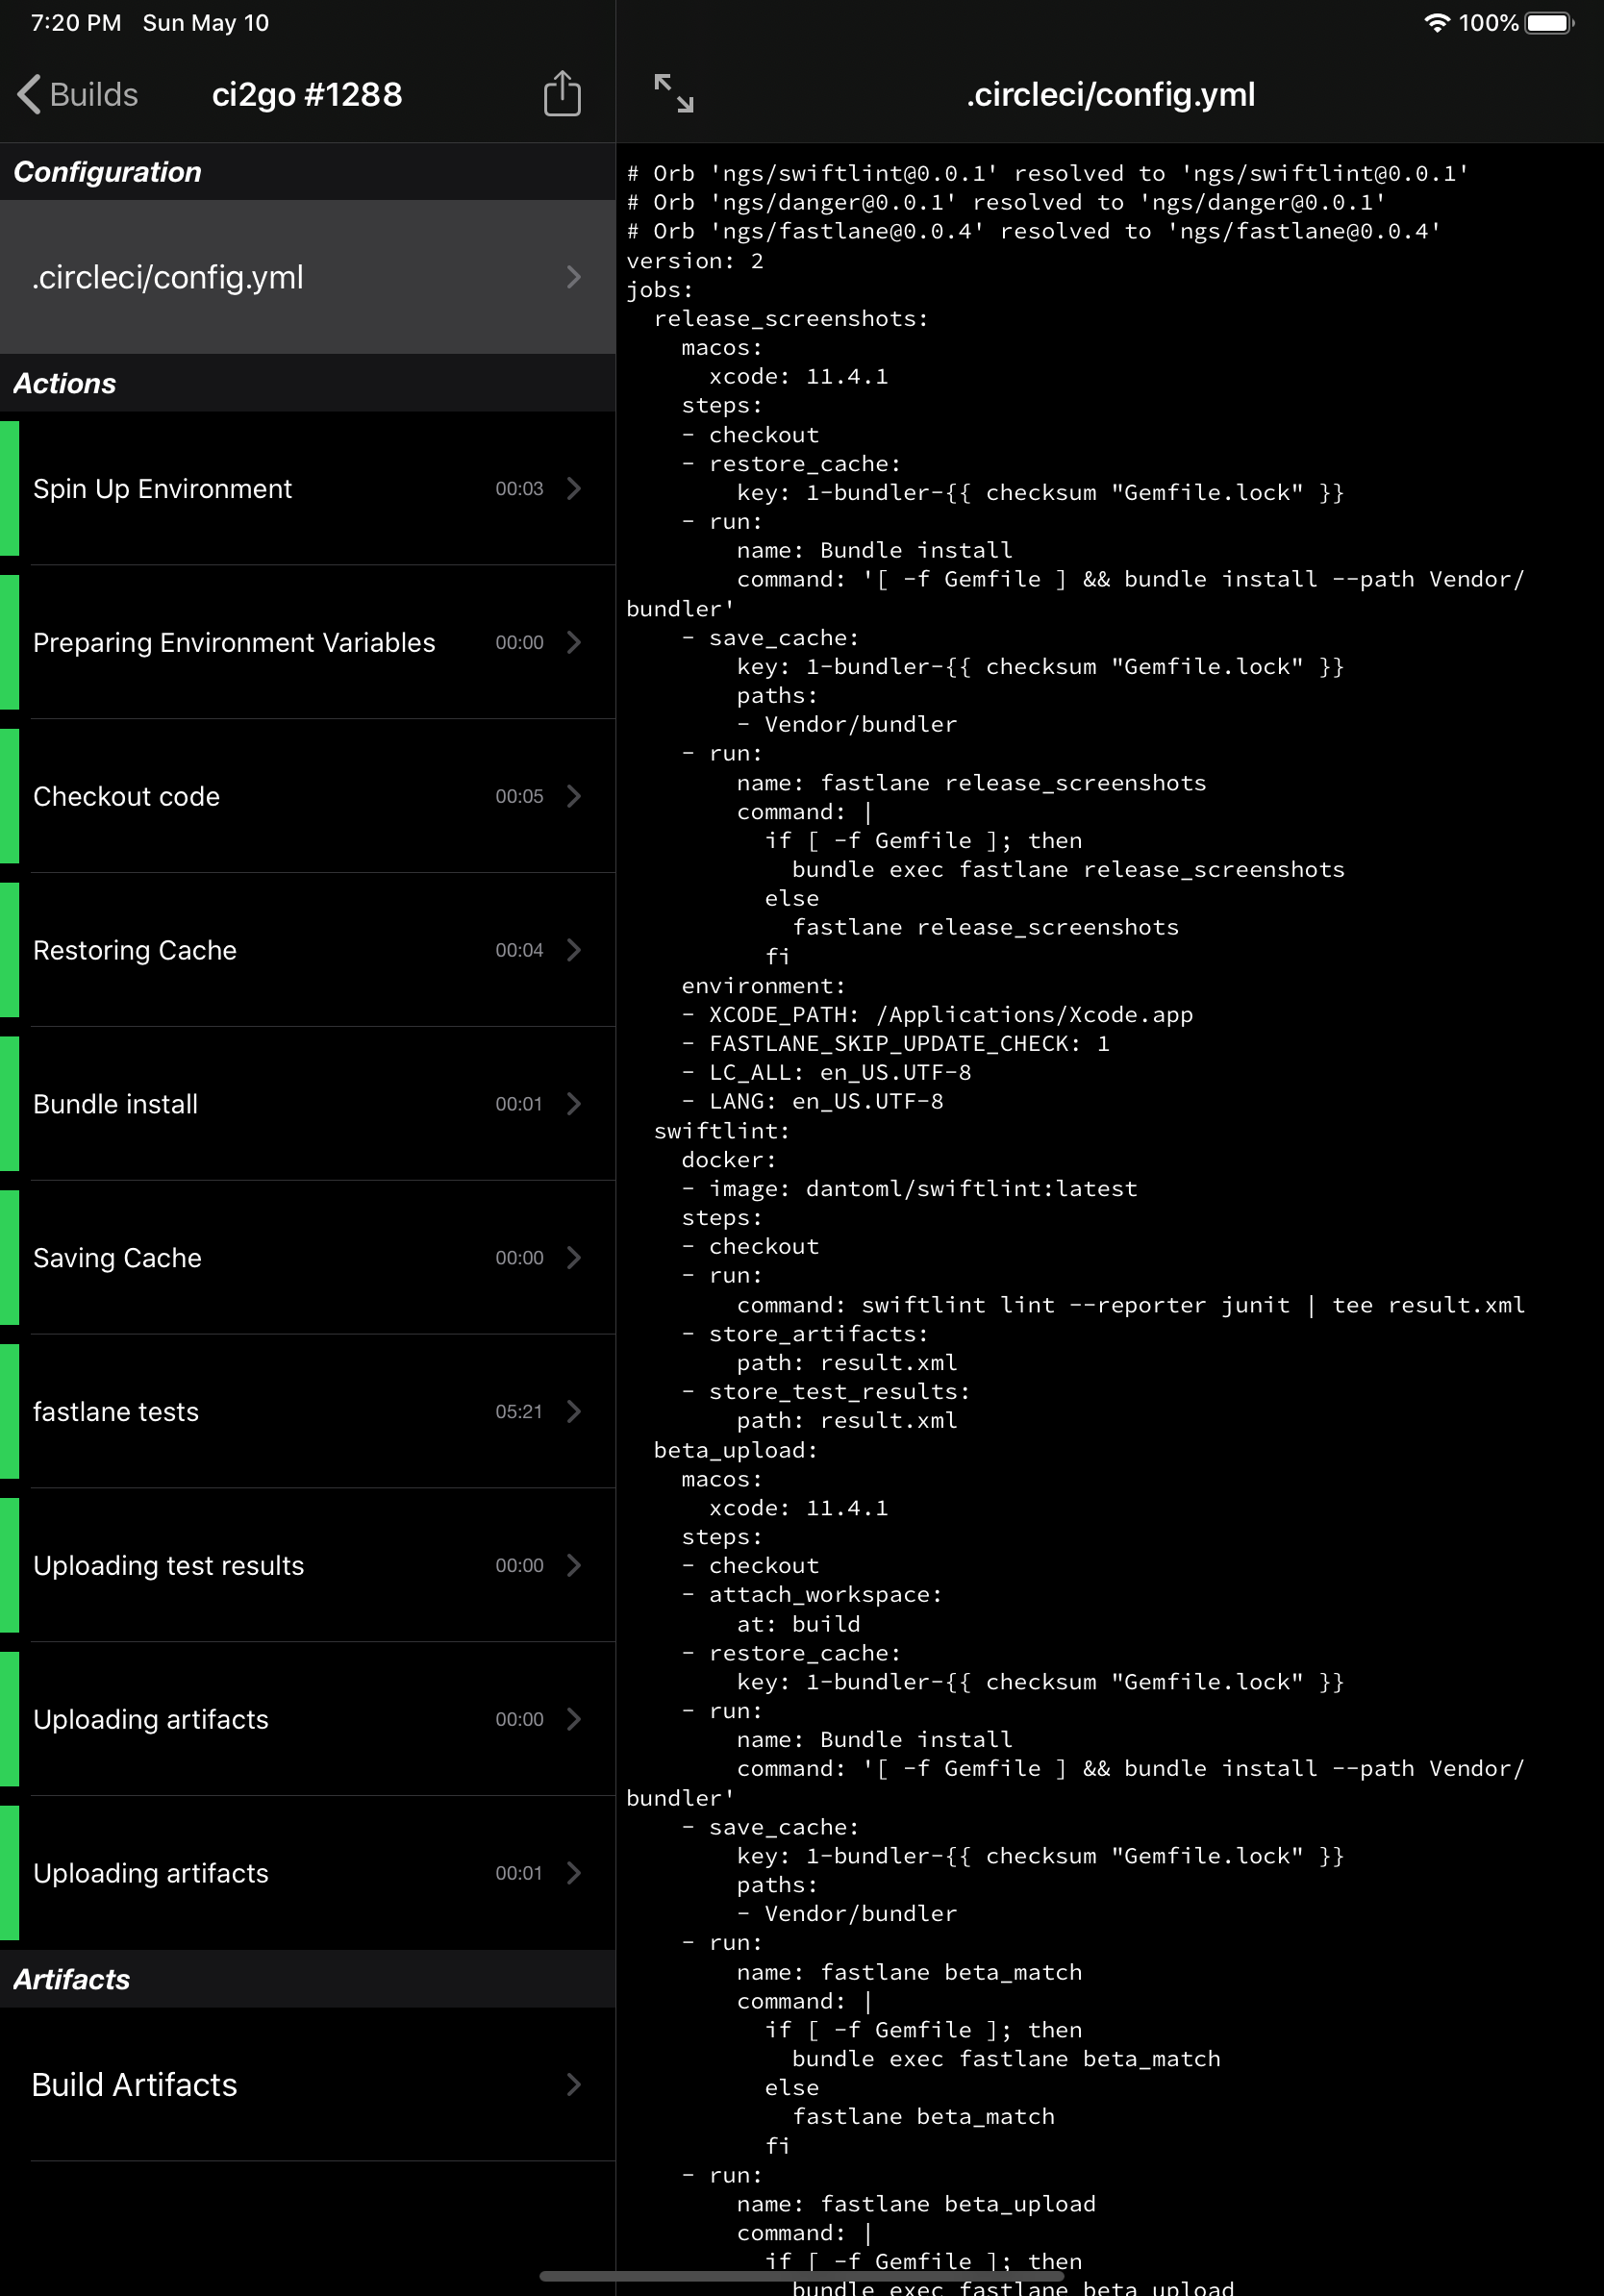 7:20 PM Sun May 10
100%
Builds
ci2go #1288
Configuration
.circleci/config.yml
Actions
Spin Up Environment 00:03
Preparing Environment Variables 00:00
Checkout code 00:05
Restoring Cache 00:04
Bundle install 00:01
Saving Cache 00:00
fastlane tests 05:21
Uploading test results 00:00
Uploading artifacts 00:00
Uploading artifacts 00:01
Artifacts
Build Artifacts
.circleci/config.yml
# Orb 'ngs/swiftlint@0.0.1' resolved to 'ngs/swiftlint@0.0.1'
# Orb 'ngs/danger@0.0.1' resolved to 'ngs/danger@0.0.1'
# Orb 'ngs/fastlane@0.0.4' resolved to 'ngs/fastlane@0.0.4'
version: 2
jobs:
  release_screenshots:
    macos:
      xcode: 11.4.1
    steps:
    - checkout
    - restore_cache:
        key: 1-bundler-{{ checksum "Gemfile.lock" }}
    - run:
        name: Bundle install
        command: '[ -f Gemfile ] && bundle install --path Vendor/
bundler'
    - save_cache:
        key: 1-bundler-{{ checksum "Gemfile.lock" }}
        paths:
        - Vendor/bundler
    - run:
        name: fastlane release_screenshots
        command: |
          if [ -f Gemfile ]; then
            bundle exec fastlane release_screenshots
          else
            fastlane release_screenshots
          fi
    environment:
    - XCODE_PATH: /Applications/Xcode.app
    - FASTLANE_SKIP_UPDATE_CHECK: 1
    - LC_ALL: en_US.UTF-8
    - LANG: en_US.UTF-8
  swiftlint:
    docker:
    - image: dantoml/swiftlint:latest
    steps:
    - checkout
    - run:
        command: swiftlint lint --reporter junit | tee result.xml
    - store_artifacts:
        path: result.xml
    - store_test_results:
        path: result.xml
  beta_upload:
    macos:
      xcode: 11.4.1
    steps:
    - checkout
    - attach_workspace:
        at: build
    - restore_cache:
        key: 1-bundler-{{ checksum "Gemfile.lock" }}
    - run:
        name: Bundle install
        command: '[ -f Gemfile ] && bundle install --path Vendor/
bundler'
    - save_cache:
        key: 1-bundler-{{ checksum "Gemfile.lock" }}
        paths:
        - Vendor/bundler
    - run:
        name: fastlane beta_match
        command: |
          if [ -f Gemfile ]; then
            bundle exec fastlane beta_match
          else
            fastlane beta_match
          fi
    - run:
        name: fastlane beta_upload
        command: |
          if [ -f Gemfile ]; then
            bundle exec fastlane beta_upload